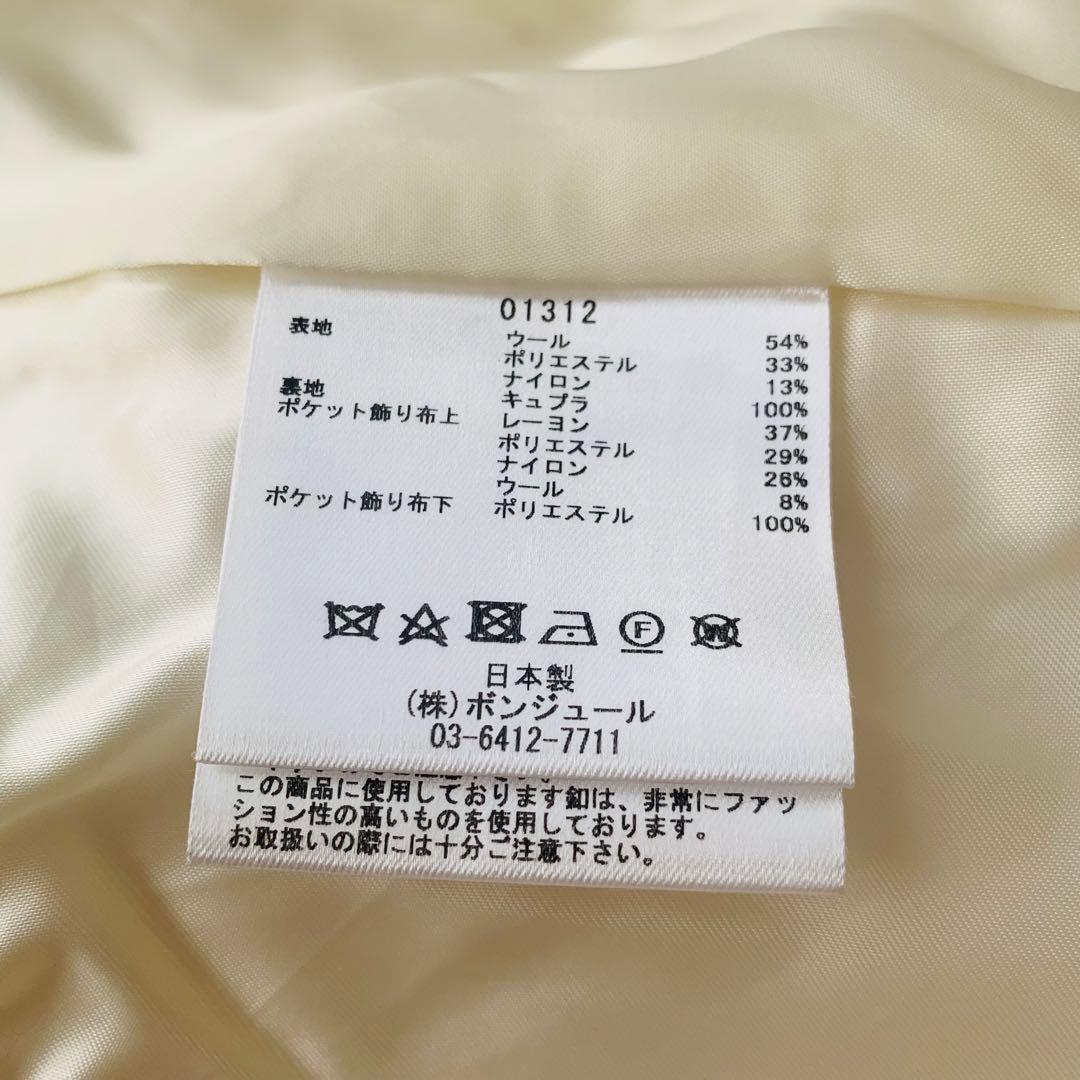 01312
表地 ウール 54%
ポリエステル 33%
ナイロン 13%
裏地 キュプラ 100%
ポケット飾り布上 レーヨン 37%
ポリエステル 29%
ナイロン 26%
ウール 8%
ポケット飾り布下 ポリエステル 100%
F
W
日本製
(株)ボンジュール
03-6412-7711
この商品に使用しております釦は、非常にファッ
ション性の高いものを使用しております。
お取扱いの際には十分ご注意下さい。